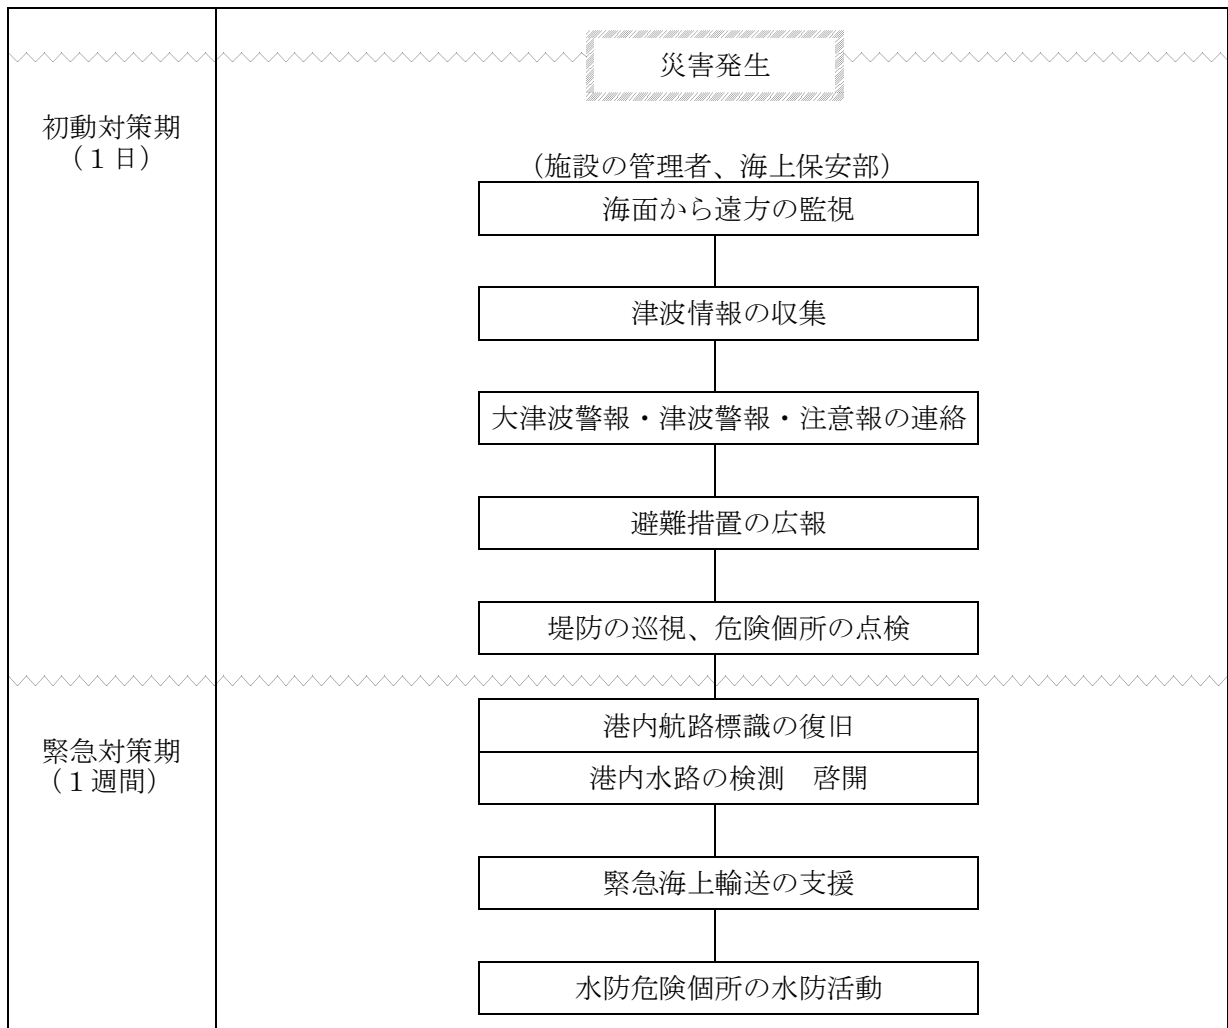 災害発生
初動対策期
（１日）
（施設の管理者、海上保安部）
海面から遠方の監視
津波情報の収集
大津波警報・津波警報・注意報の連絡
避難措置の広報
堤防の巡視、危険個所の点検
緊急対策期
（１週間）
港内航路標識の復旧
港内水路の検測　啓開
緊急海上輸送の支援
水防危険個所の水防活動